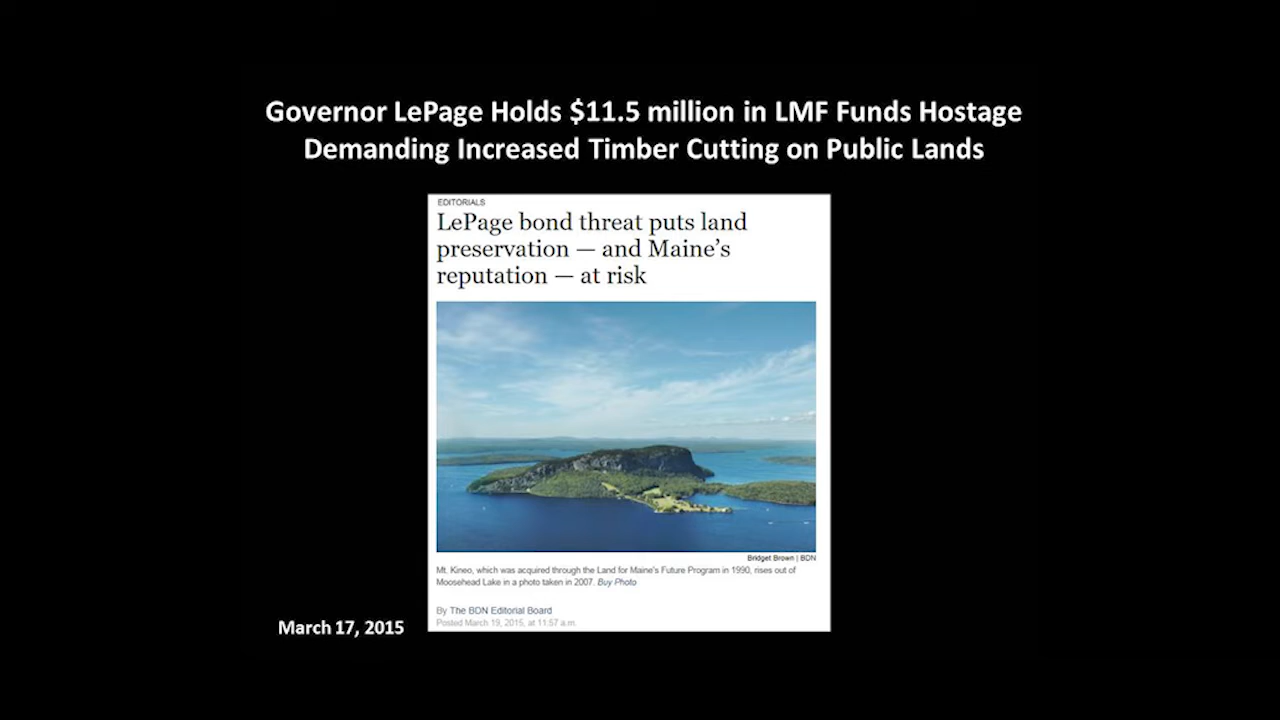 Governor LePage Holds $11.5 million in LMF Funds Hostage
Demanding Increased Timber Cutting on Public Lands
EDITORIALS
LePage bond threat puts land
preservation — and Maine's
reputation — at risk
Bridget Brown | BDN
Mt. Kineo, which was acquired through the Land for Maine's Future Program in 1990, rises out of
Moosehead Lake in a photo taken in 2007. Buy Photo
By The BDN Editorial Board
Posted March 19, 2015, at 11:57 a.m.
March 17, 2015